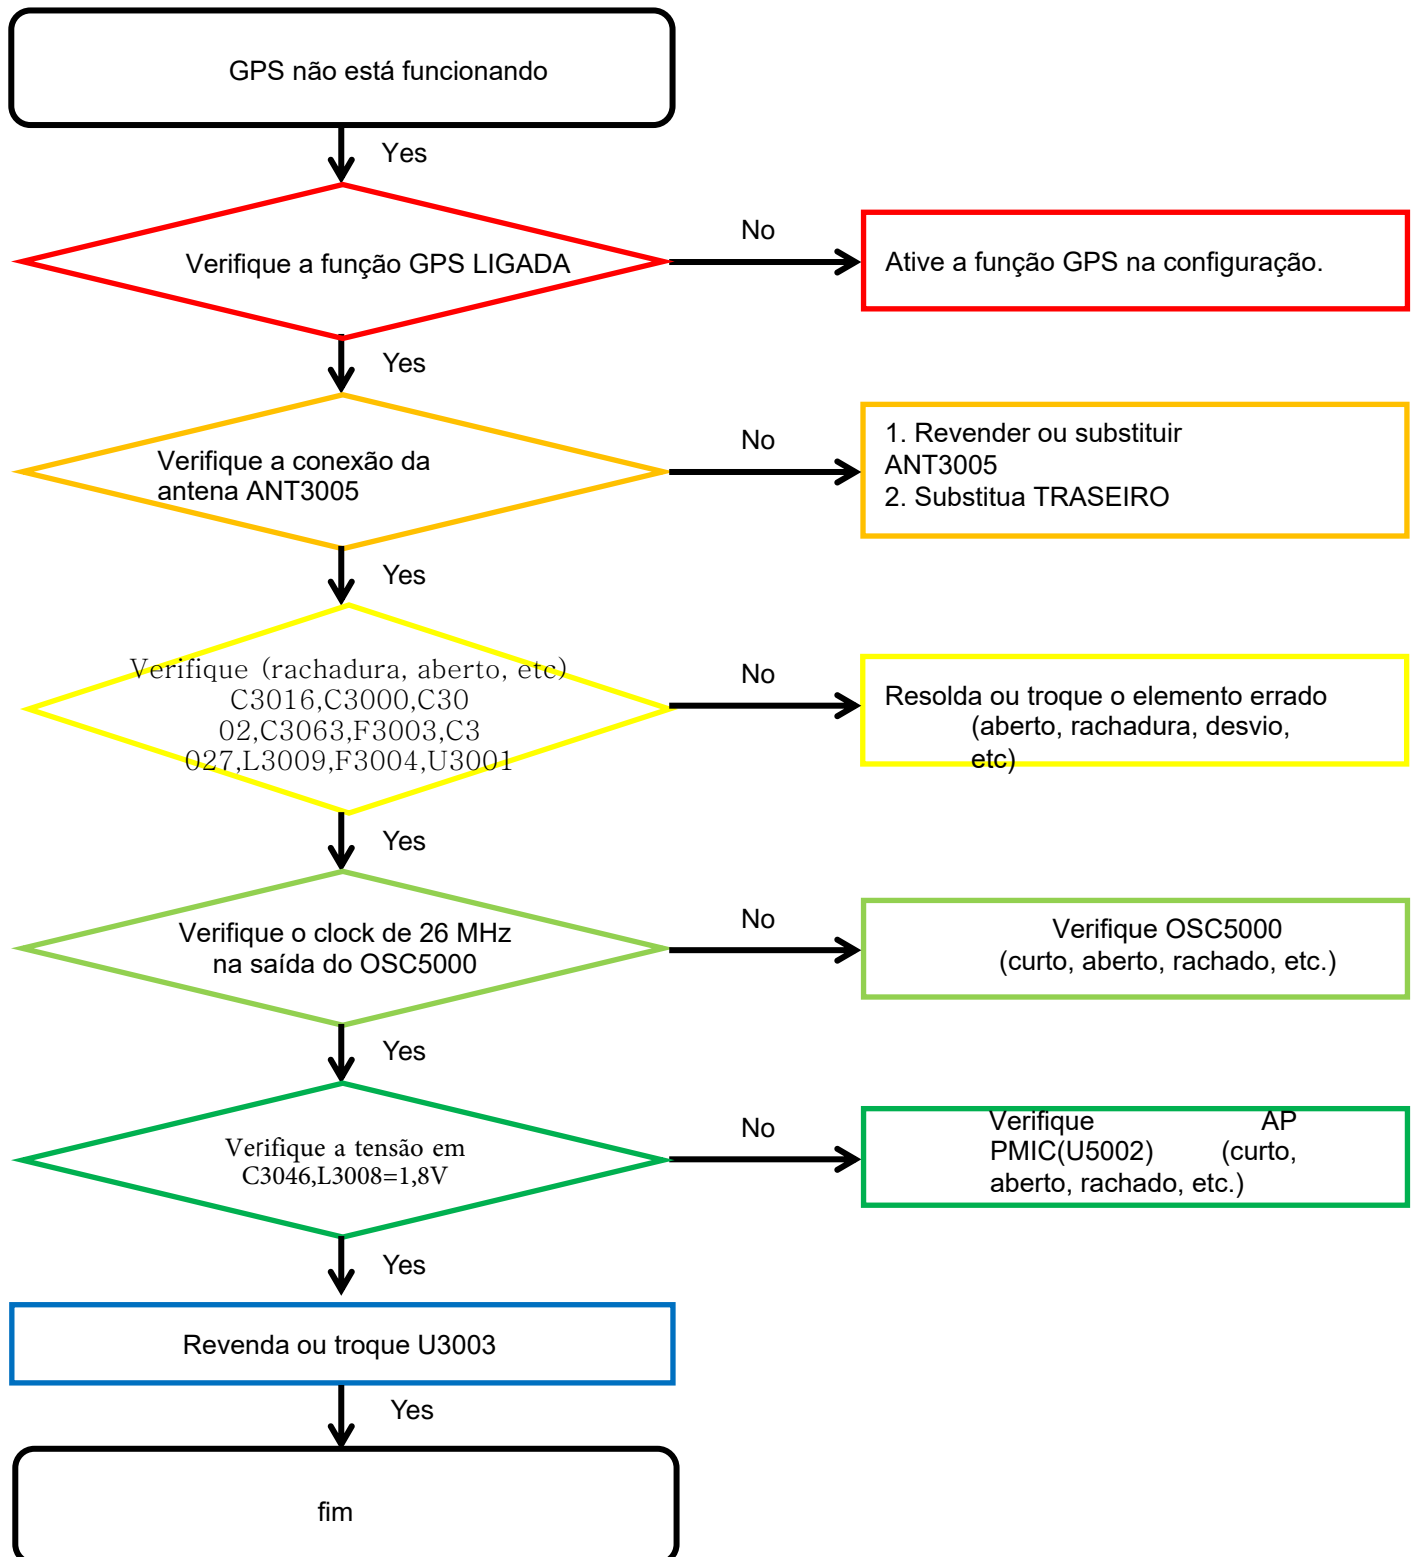 GPS não está funcionando
Yes
Verifique a função GPS LIGADA
No
Ative a função GPS na configuração.
Yes
Verifique a conexão da
antena ANT3005
No
1. Revender ou substituir
ANT3005
2. Substitua TRASEIRO
Yes
Verifique (rachadura, aberto, etc)
C3016,C3000,C30
02,C3063,F3003,C3
027,L3009,F3004,U3001
No
Resolda ou troque o elemento errado
(aberto, rachadura, desvio,
etc)
Yes
Verifique o clock de 26 MHz
na saída do OSC5000
No
Verifique OSC5000
(curto, aberto, rachado, etc.)
Yes
Verifique a tensão em
C3046,L3008=1,8V
No
Verifique AP
PMIC(U5002) (curto,
aberto, rachado, etc.)
Yes
Revenda ou troque U3003
Yes
fim